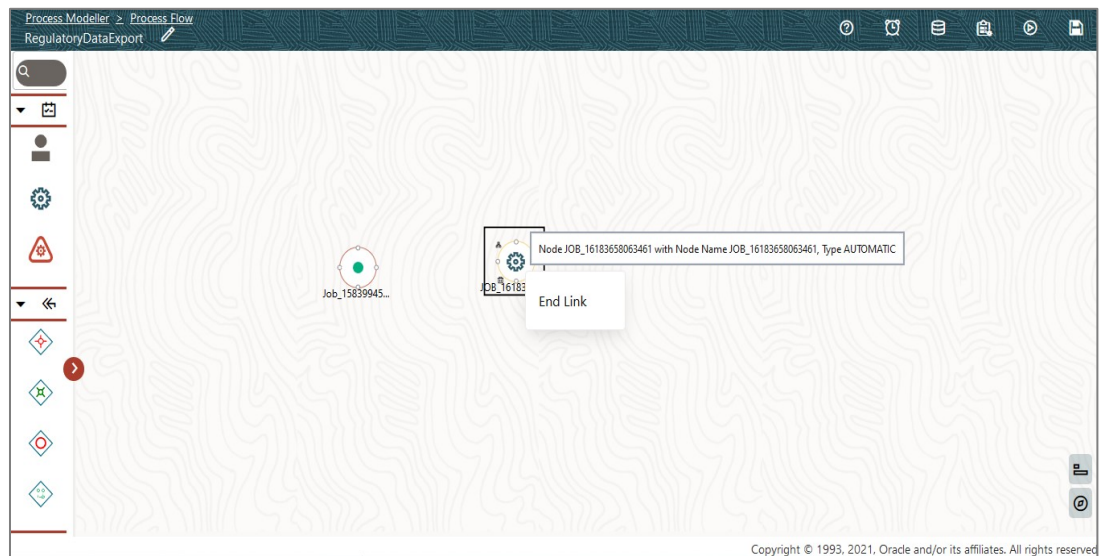 Process Modeller > Process Flow
RegulatoryDataExport
Node JOB_16183658063461 with Node Name JOB_16183658063461, Type AUTOMATIC
Job_15839945...
JOB_16183
End Link
Copyright © 1993, 2021, Oracle and/or its affiliates. All rights reserved